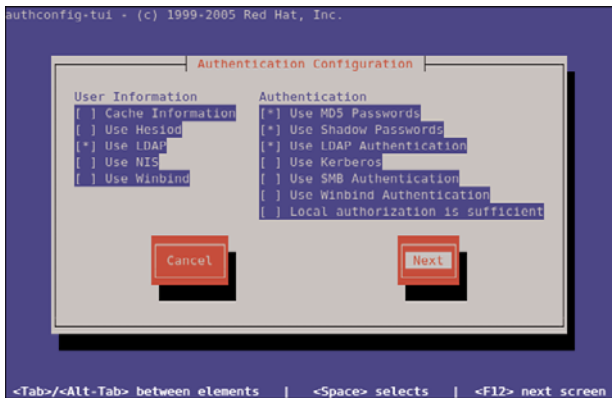 authconfig-tui - (c) 1999-2005 Red Hat, Inc.
Authentication Configuration
User Information
[ ] Cache Information
[ ] Use Hesiod
[*] Use LDAP
[ ] Use NIS
[ ] Use Winbind
Authentication
[*] Use MD5 Passwords
[*] Use Shadow Passwords
[*] Use LDAP Authentication
[ ] Use Kerberos
[ ] Use SMB Authentication
[ ] Use Winbind Authentication
[ ] Local authorization is sufficient
Cancel
Next
<Tab>/<Alt-Tab> between elements | <Space> selects | <F12> next screen